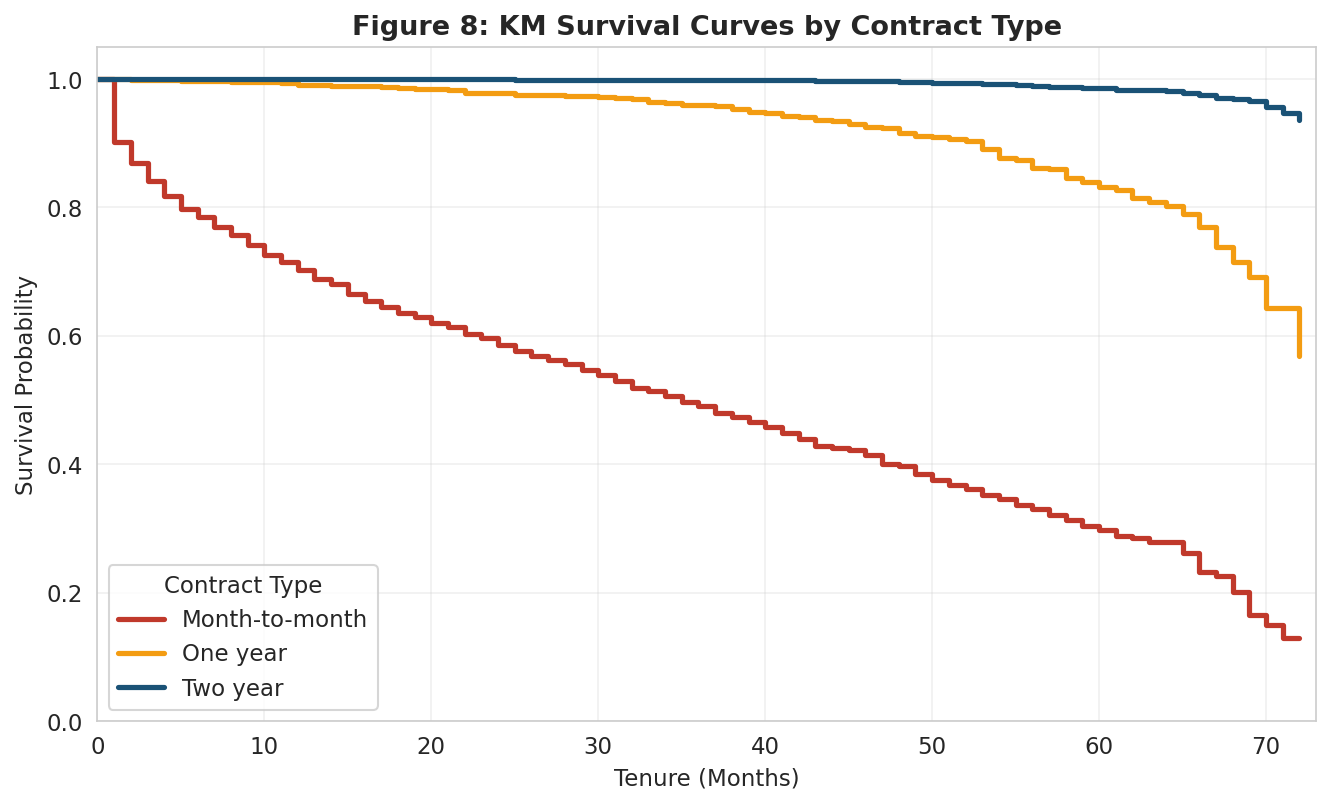 Figure 8: KM Survival Curves by Contract Type
Survival Probability
1.0
0.8
0.6
0.4
0.2
0.0
Contract Type
Month-to-month
One year
Two year
0 10 20 30 40 50 60 70
Tenure (Months)